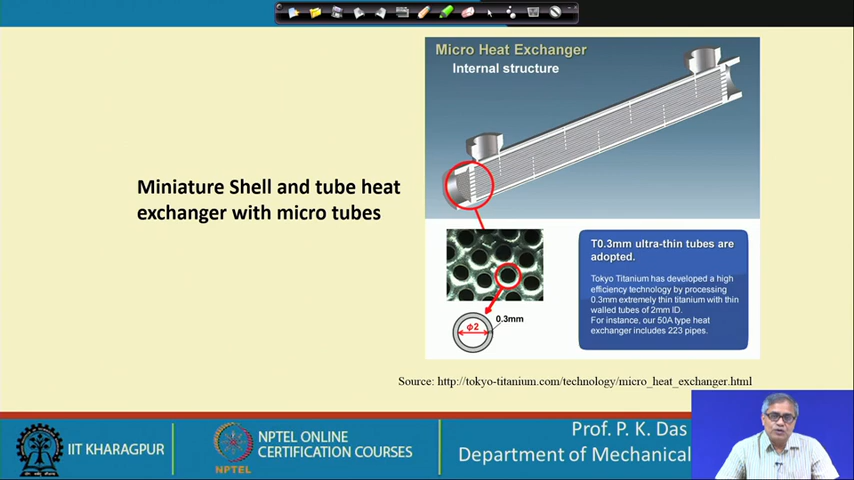 Micro Heat Exchanger
Internal structure
Miniature Shell and tube heat
exchanger with micro tubes
T0.3mm ultra-thin tubes are
adopted.
Tokyo Titanium has developed a high
efficiency technology by processing
0.3mm extremely thin titanium with thin
walled tubes of 2mm ID.
For instance, our 50A type heat
exchanger includes 223 pipes.
0.3mm
ϕ2
Source: http://tokyo-titanium.com/technology/micro_heat_exchanger.html
IIT KHARAGPUR
NPTEL
NPTEL ONLINE
CERTIFICATION COURSES
Prof. P. K. Das
Department of Mechanical